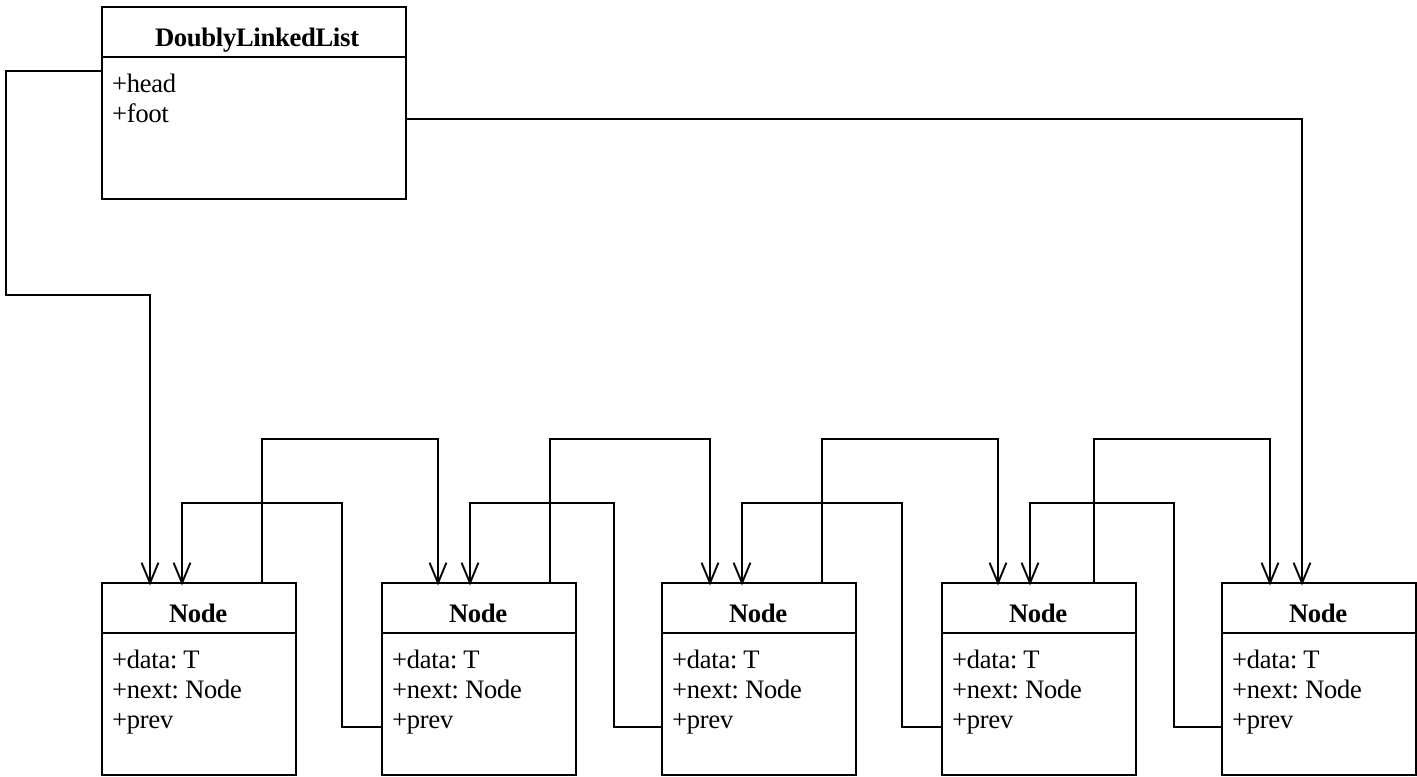 DoublyLinkedList
+head
+foot
Node
+data: T
+next: Node
+prev
Node
+data: T
+next: Node
+prev
Node
+data: T
+next: Node
+prev
Node
+data: T
+next: Node
+prev
Node
+data: T
+next: Node
+prev